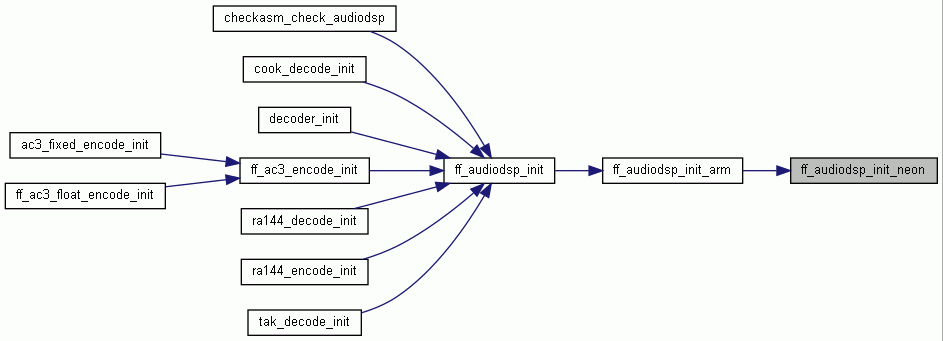 checkasm_check_audiodsp
cook_decode_init
decoder_init
ac3_fixed_encode_init
ff_ac3_encode_init
ff_audiodsp_init
ff_audiodsp_init_arm
ff_audiodsp_init_neon
ff_ac3_float_encode_init
ra144_decode_init
ra144_encode_init
tak_decode_init